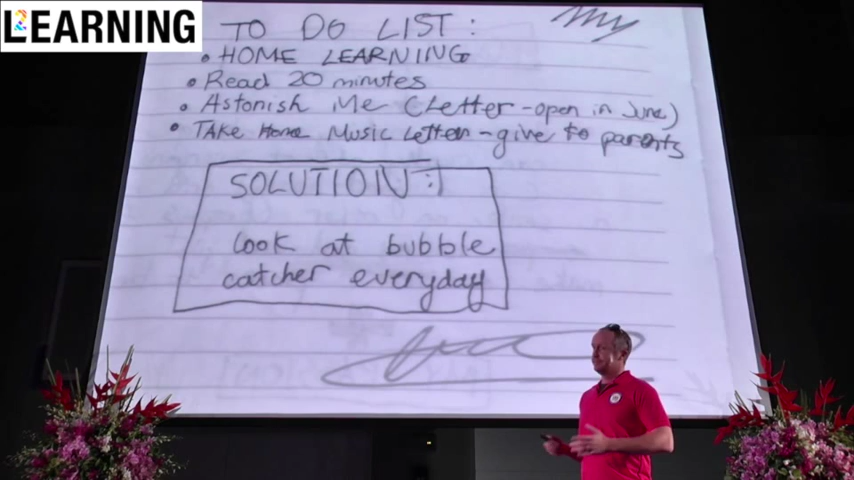 LEARNING
TO DO LIST:
• HOME LEARNING
• Read 20 minutes
• Astonish Me (Letter - open in June)
• TAKE Home Music Letter - give to parents
SOLUTION:
look at bubble
catcher everyday